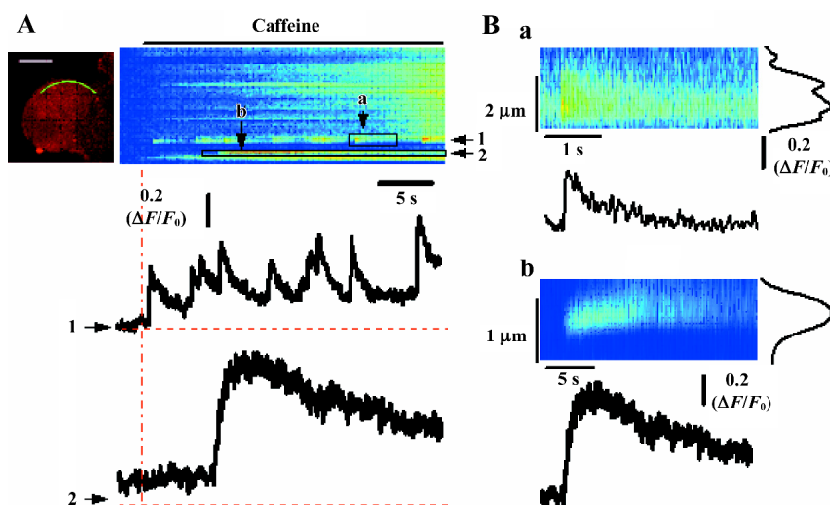 A
Caffeine
b
a
1
2
0.2
(ΔF/F₀)
5 s
1
2
B
a
2 μm
1 s
0.2
(ΔF/F₀)
b
1 μm
5 s
0.2
(ΔF/F₀)